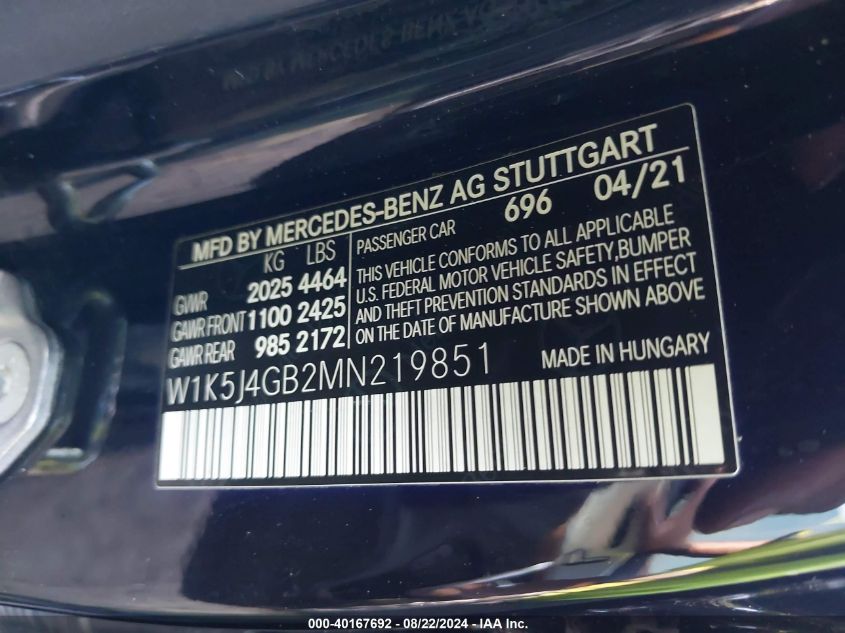 MFD BY MERCEDES-BENZ AG STUTTGART
KG LBS
GVWR 2025 4464
GAWR FRONT 1100 2425
GAWR REAR 985 2172
PASSENGER CAR 696 04/21
THIS VEHICLE CONFORMS TO ALL APPLICABLE
U.S. FEDERAL MOTOR VEHICLE SAFETY,BUMPER
AND THEFT PREVENTION STANDARDS IN EFFECT
ON THE DATE OF MANUFACTURE SHOWN ABOVE
W1K5J4GB2MN219851
MADE IN HUNGARY
000-40167692 - 08/22/2024 - IAA Inc.